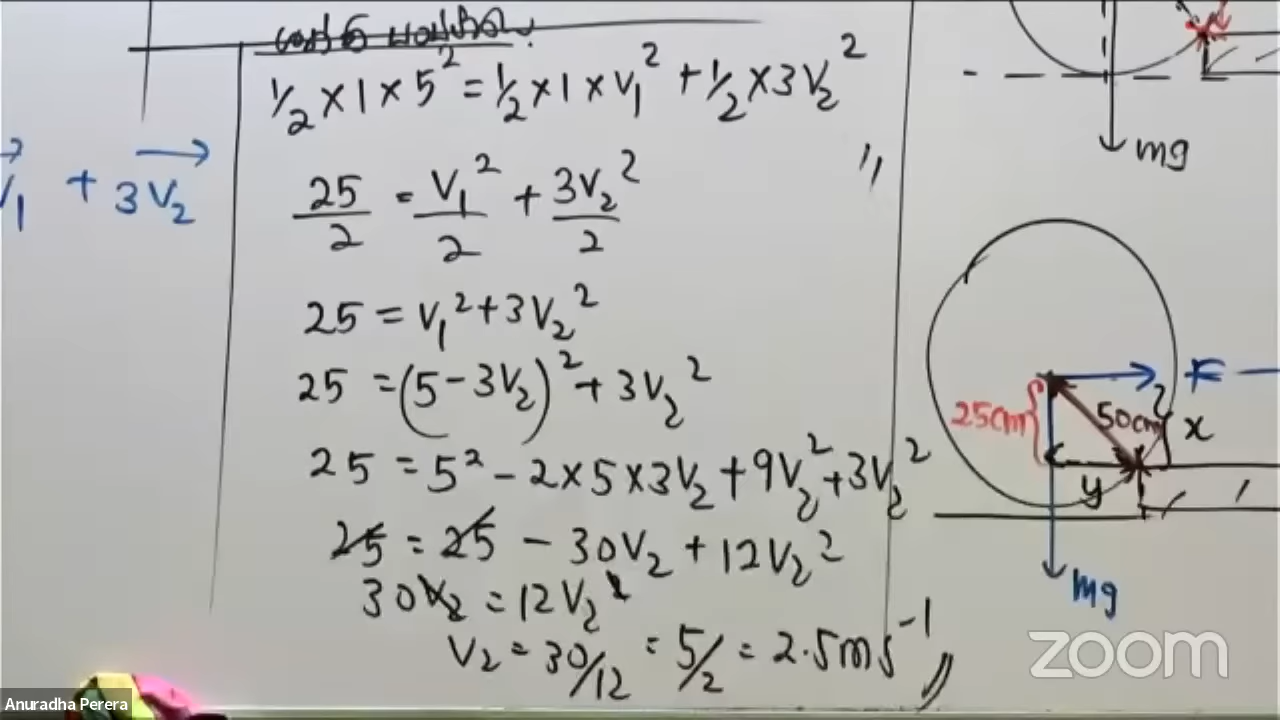 ½ × 1 × 5² = ½ × 1 × V₁² + ½ × 3V₂²
25/2 = V₁²/2 + 3V₂²/2
25 = V₁² + 3V₂²
25 = (5 - 3V₂)² + 3V₂²
25 = 5² - 2×5×3V₂ + 9V₂² + 3V₂²
25 = 25 - 30V₂ + 12V₂²
30V₂ = 12V₂²
V₂ = 30/12 = 5/2 = 2.5ms⁻¹
V₁ + 3V₂
mg
F
25cm
50cm
x
y
mg
zoom
Anuradha Perera